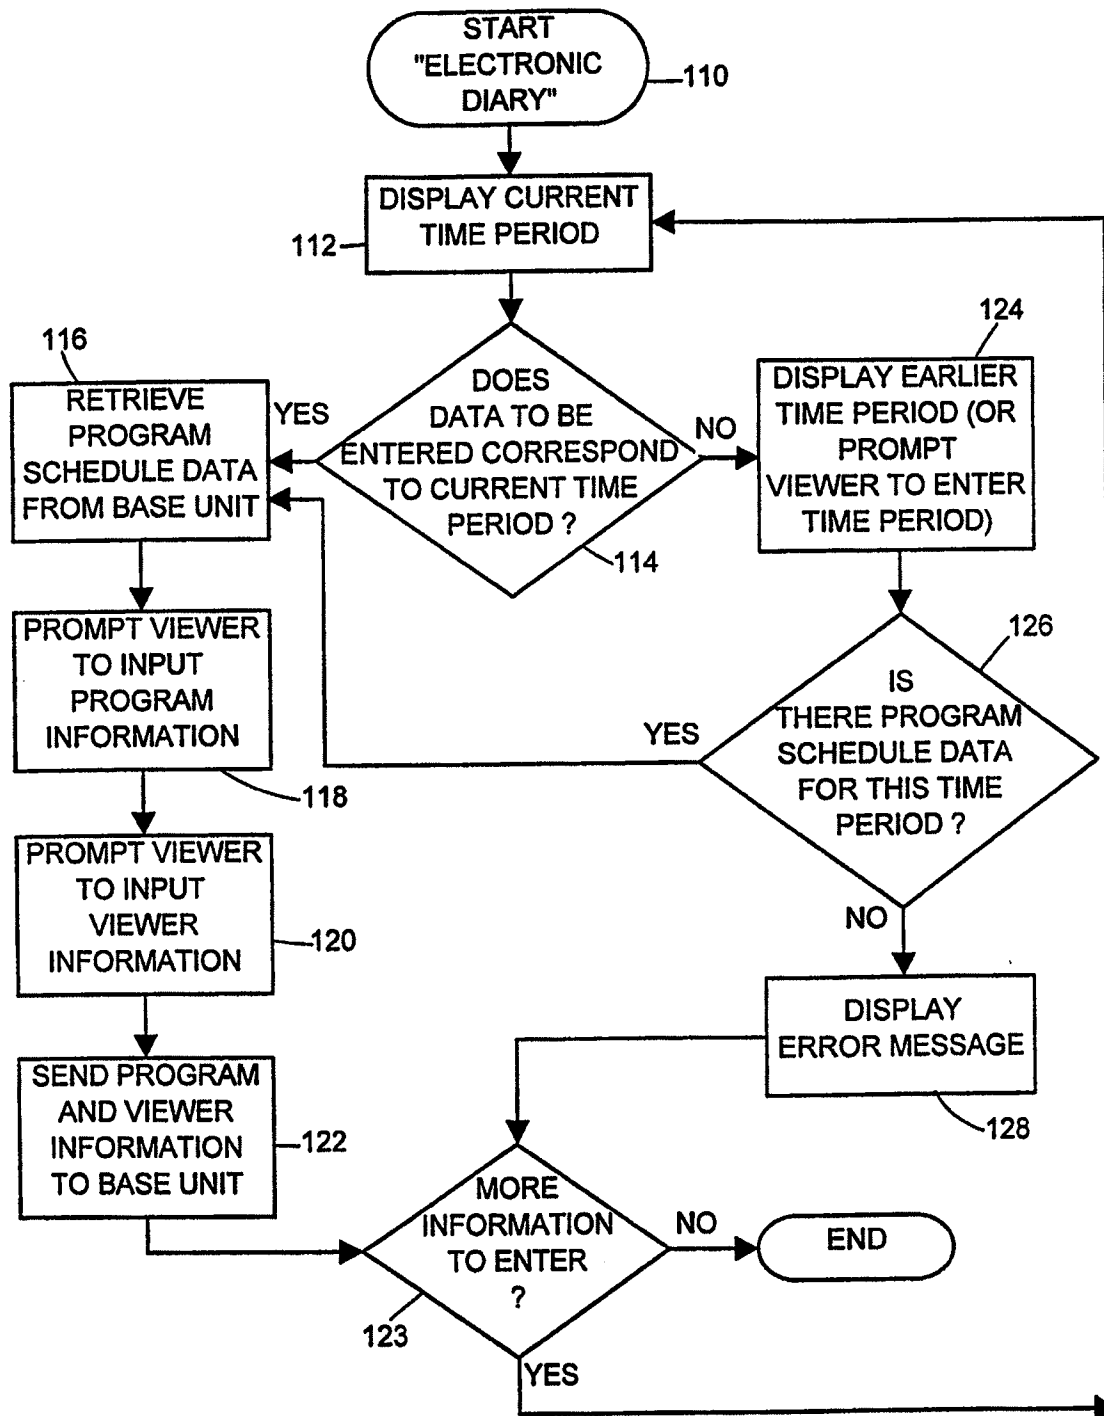 START
"ELECTRONIC
DIARY"
110
DISPLAY CURRENT
TIME PERIOD
112
116
RETRIEVE
PROGRAM
SCHEDULE DATA
FROM BASE UNIT
YES
DOES
DATA TO BE
ENTERED CORRESPOND
TO CURRENT TIME
PERIOD ?
114
NO
124
DISPLAY EARLIER
TIME PERIOD (OR
PROMPT
VIEWER TO ENTER
TIME PERIOD)
PROMPT VIEWER
TO INPUT
PROGRAM
INFORMATION
118
126
IS
THERE PROGRAM
SCHEDULE DATA
FOR THIS TIME
PERIOD ?
YES
NO
PROMPT VIEWER
TO INPUT
VIEWER
INFORMATION
120
DISPLAY
ERROR MESSAGE
128
SEND PROGRAM
AND VIEWER
INFORMATION
TO BASE UNIT
122
MORE
INFORMATION
TO ENTER
?
123
NO
END
YES